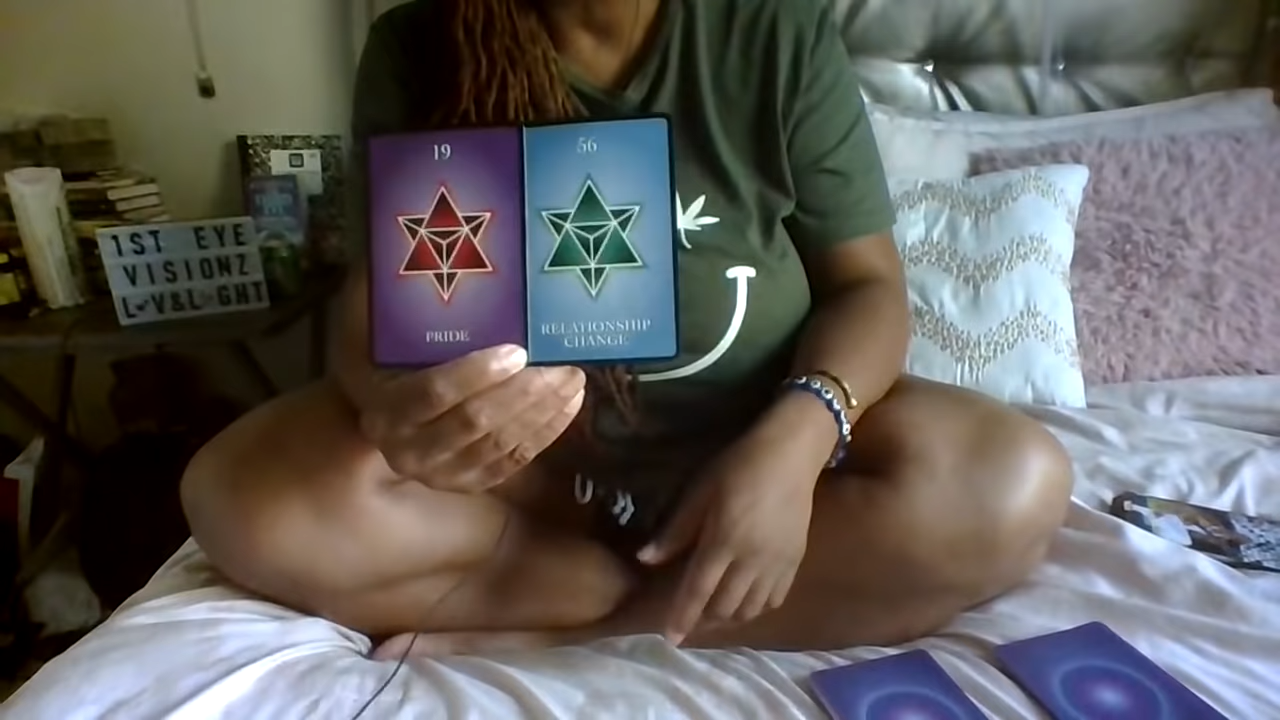 19
PRIDE
56
RELATIONSHIP
CHANGE
1ST EYE
VISIONZ
L♥V&L GHT